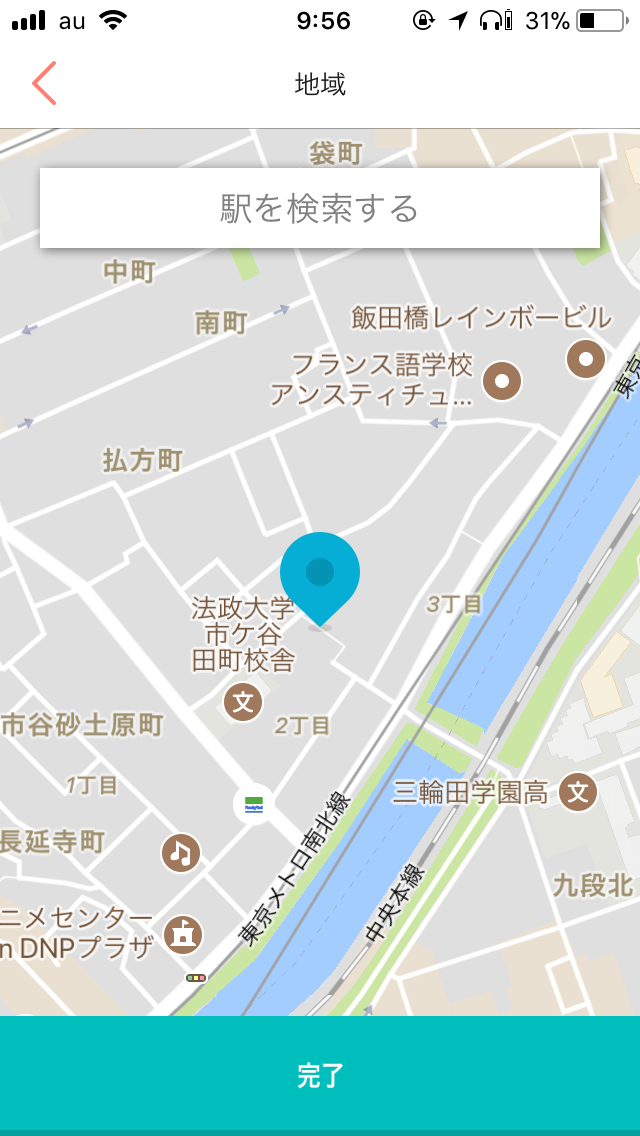 au
9:56
31%
地域
袋町
駅を検索する
中町
南町
飯田橋レインボービル
フランス語学校
アンスティチュ...
東京
払方町
法政大学
市ケ谷
田町校舎
文
3丁目
市谷砂土原町
2丁目
1丁目
三輪田学園高
文
FamilyMart
長延寺町
東京メトロ南北線
中央本線
九段北
ニメセンター
n DNPプラザ
完了